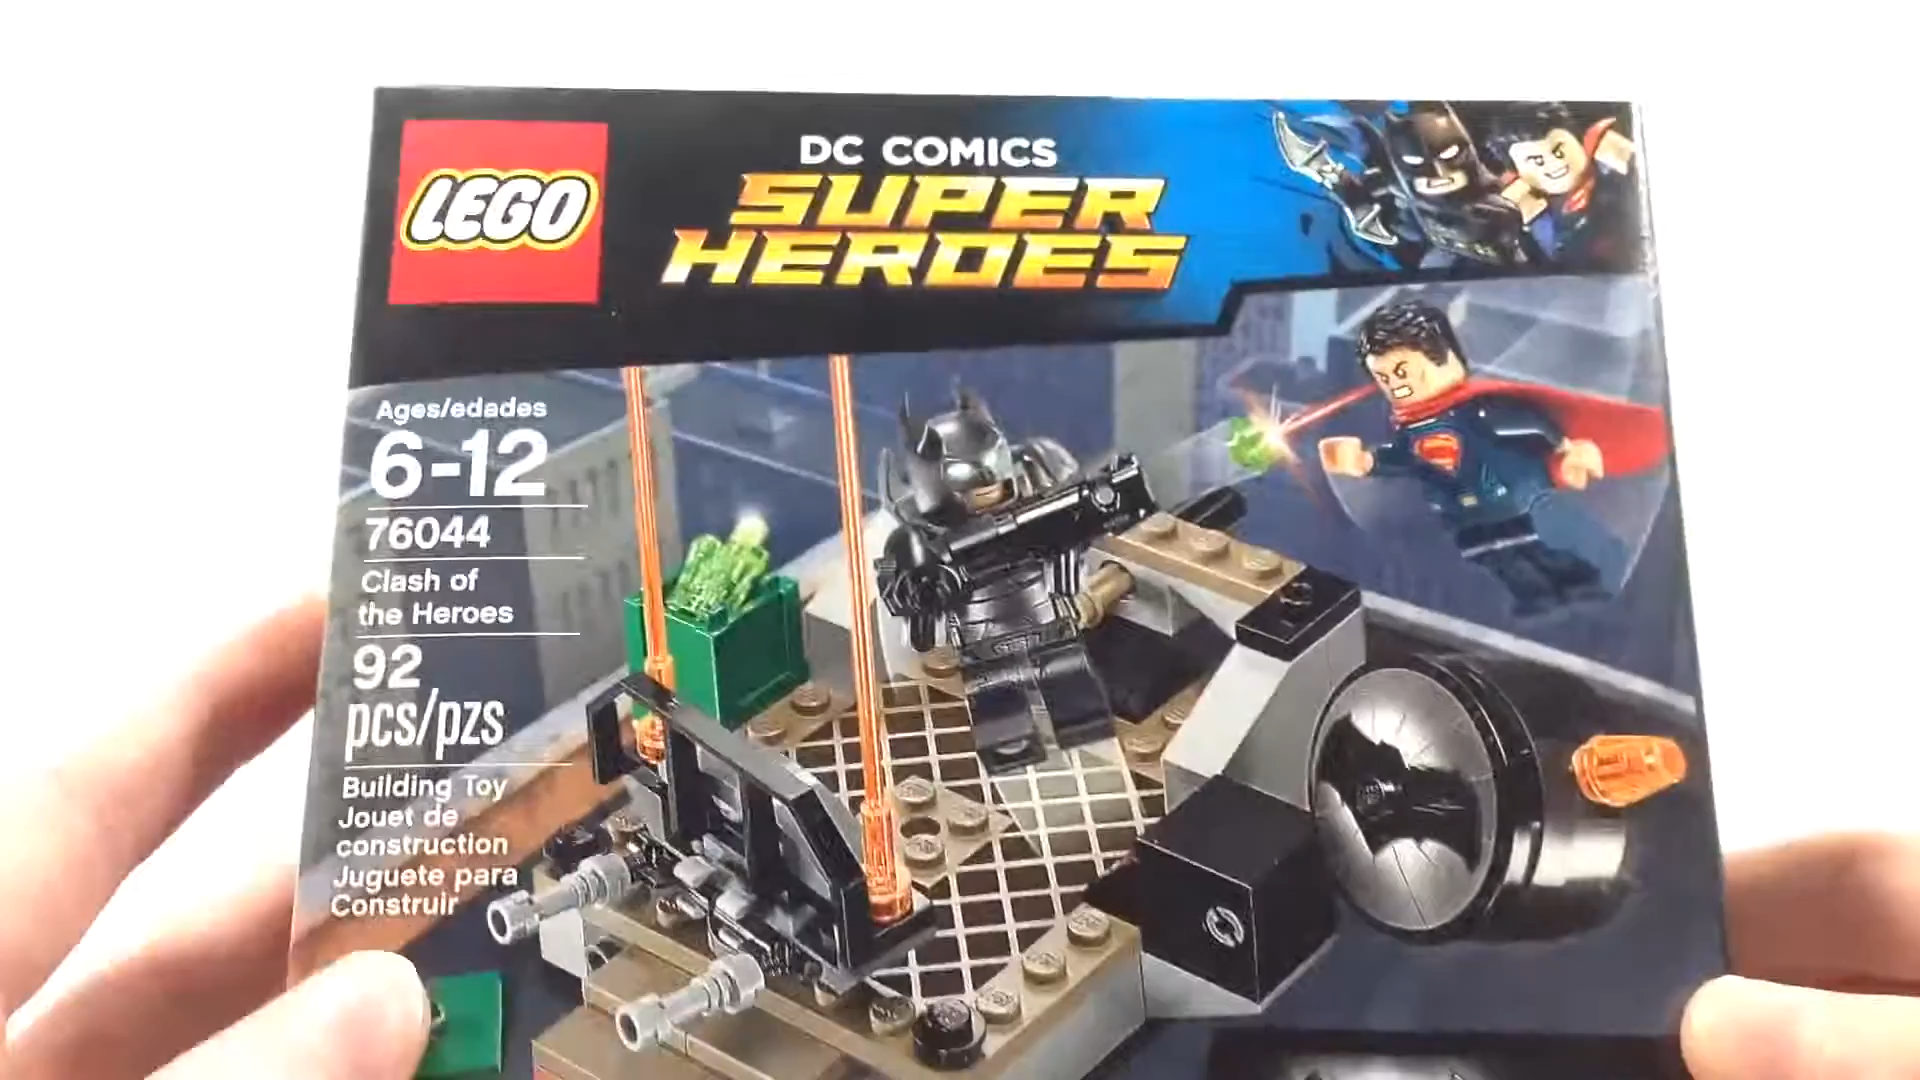 LEGO
DC COMICS
SUPER
HEROES
Ages/edades
6-12
76044
Clash of
the Heroes
92
pcs/pzs
Building Toy
Jouet de
construction
Juguete para
Construir